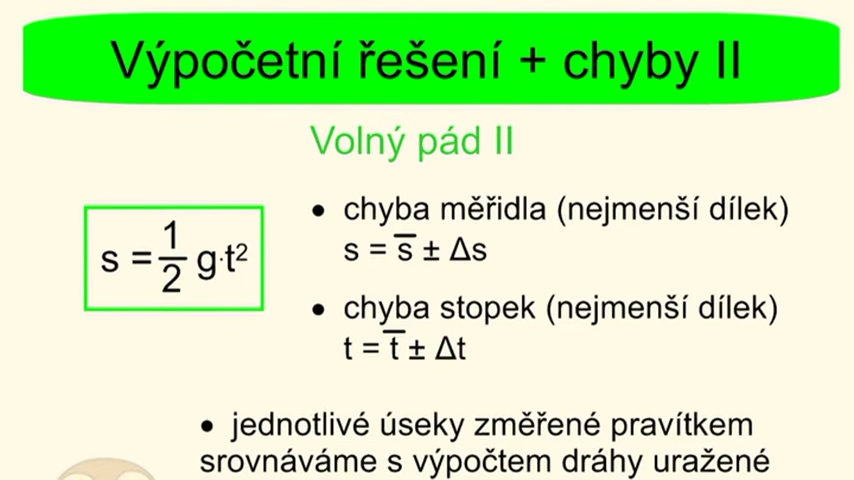 Výpočetní řešení + chyby II
Volný pád II
• chyba měřidla (nejmenší dílek)
s = s̅ ± Δs
s = 1/2 g·t²
• chyba stopek (nejmenší dílek)
t = t̅ ± Δt
• jednotlivé úseky změřené pravítkem
srovnáváme s výpočtem dráhy uražené